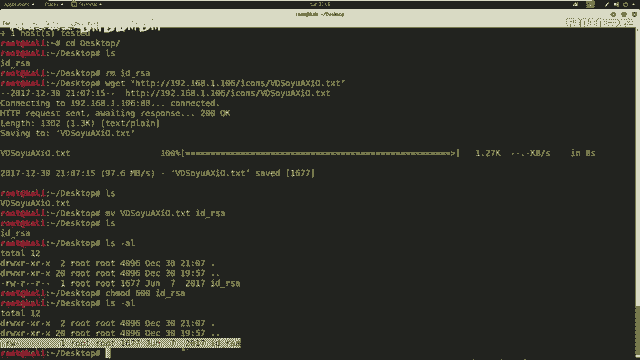 Applications
root@kali: ~/Desktop
+ 1 host(s) tested
root@kali:~# cd Desktop/
root@kali:~/Desktop# ls
id_rsa
root@kali:~/Desktop# rm id_rsa
root@kali:~/Desktop# wget "http://192.168.1.106/icons/VDSoyuAXiO.txt"
--2017-12-30 21:07:15-- http://192.168.1.106/icons/VDSoyuAXiO.txt
Connecting to 192.168.1.106:80... connected.
HTTP request sent, awaiting response... 200 OK
Saving to: 'VDSoyuAXiO.txt'
VDSoyuAXiO.txt 100%[===================================================>] 1.27K --.-KB/s in 0s
2017-12-30 21:07:15 (97.6 MB/s) - 'VDSoyuAXiO.txt' saved [1677]
root@kali:~/Desktop# ls
VDSoyuAXiO.txt
root@kali:~/Desktop# mv VDSoyuAXiO.txt id_rsa
root@kali:~/Desktop# ls
id_rsa
root@kali:~/Desktop# ls -al
total 12
drwxr-xr-x 2 root root 4096 Dec 30 21:07 .
drwxr-xr-x 20 root root 4096 Dec 30 19:57 ..
-rw-r--r-- 1 root root 1677 Jun 7 2017 id_rsa
root@kali:~/Desktop# chmod 600 id_rsa
root@kali:~/Desktop# ls -al
total 12
drwxr-xr-x 2 root root 4096 Dec 30 21:07 .
drwxr-xr-x 20 root root 4096 Dec 30 19:57 ..
1 root root 1677 Jun 7 2017
root@kali:~/Desktop#